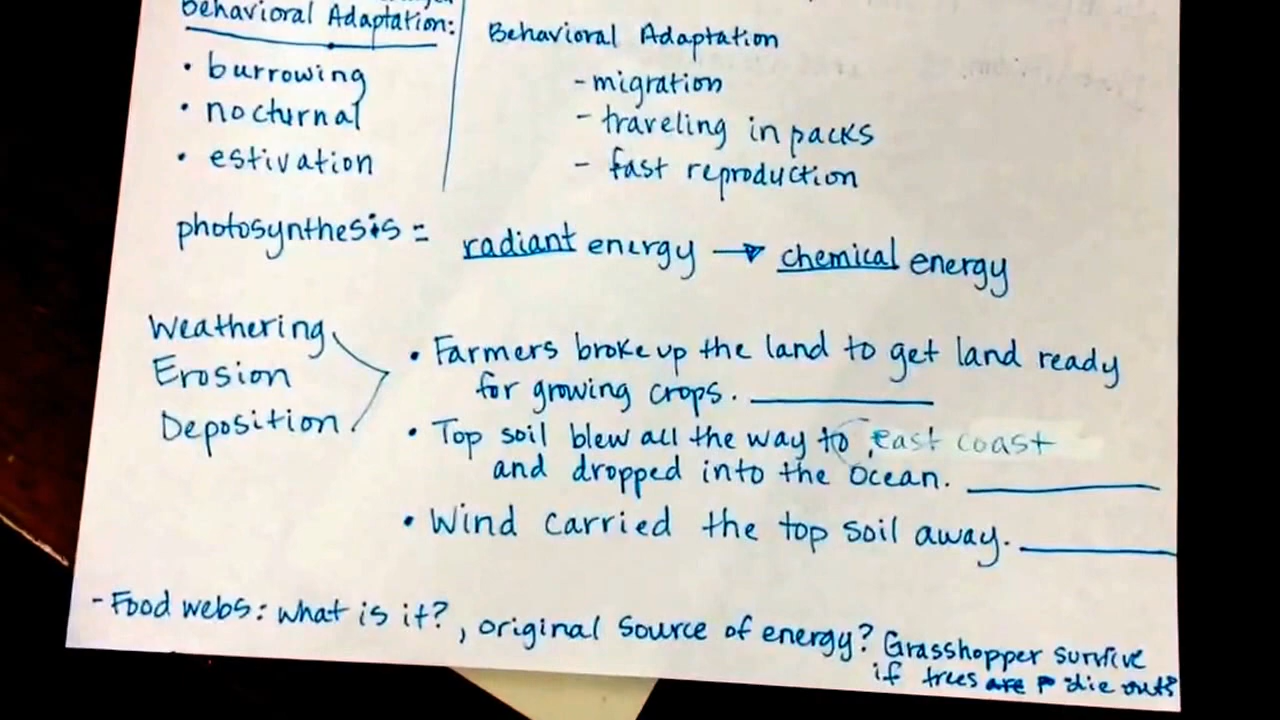 Behavioral Adaptation:
• burrowing
• nocturnal
• estivation
Behavioral Adaptation
- migration
- traveling in packs
- fast reproduction
photosynthesis = radiant energy → chemical energy
Weathering
Erosion
Deposition
• Farmers broke up the land to get land ready
for growing crops. ________
• Top soil blew all the way to east coast
and dropped into the ocean. ________
• Wind carried the top soil away. ________
- Food webs: what is it?, original source of energy? Grasshopper survive
if trees die out?